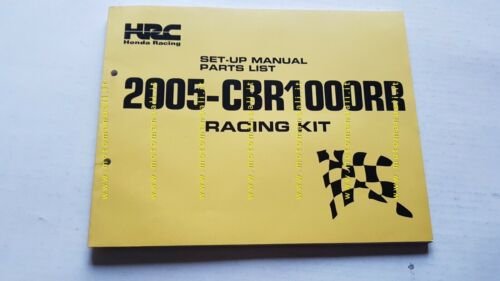 HRC
Honda Racing
SET-UP MANUAL
PARTS LIST
2005-CBR1000RR
RACING KIT